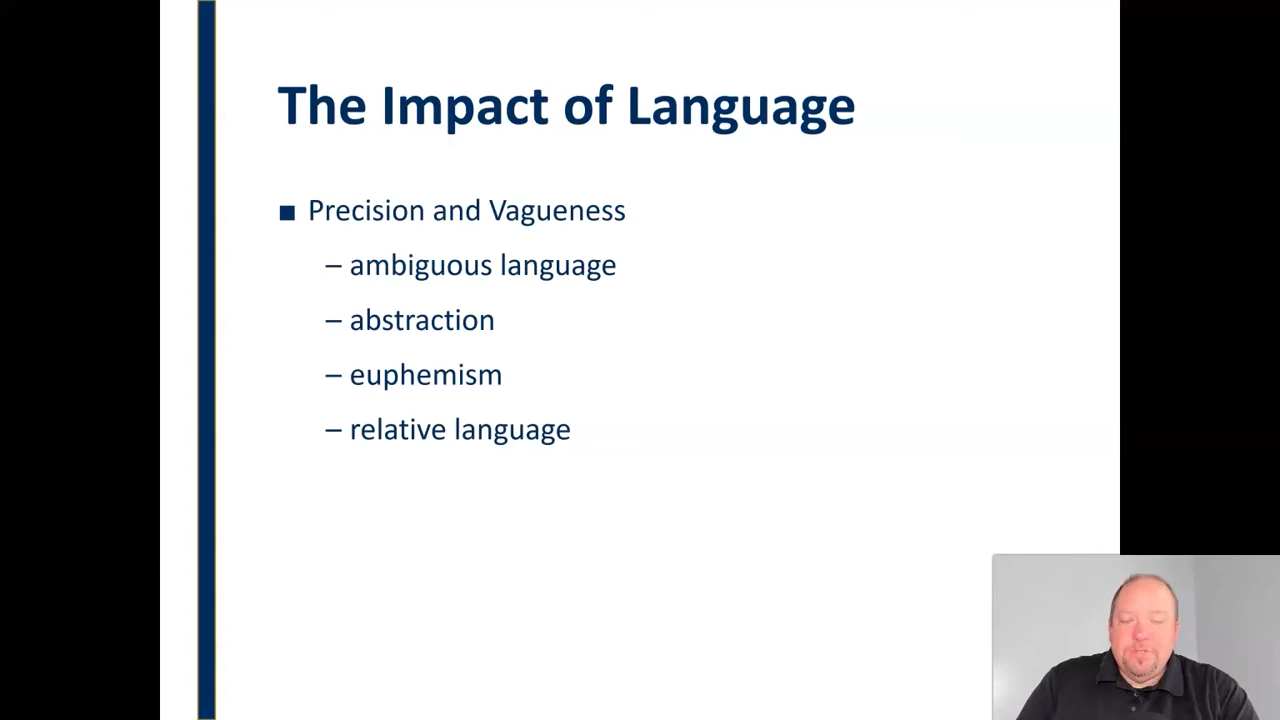 The Impact of Language
■ Precision and Vagueness
– ambiguous language
– abstraction
– euphemism
– relative language